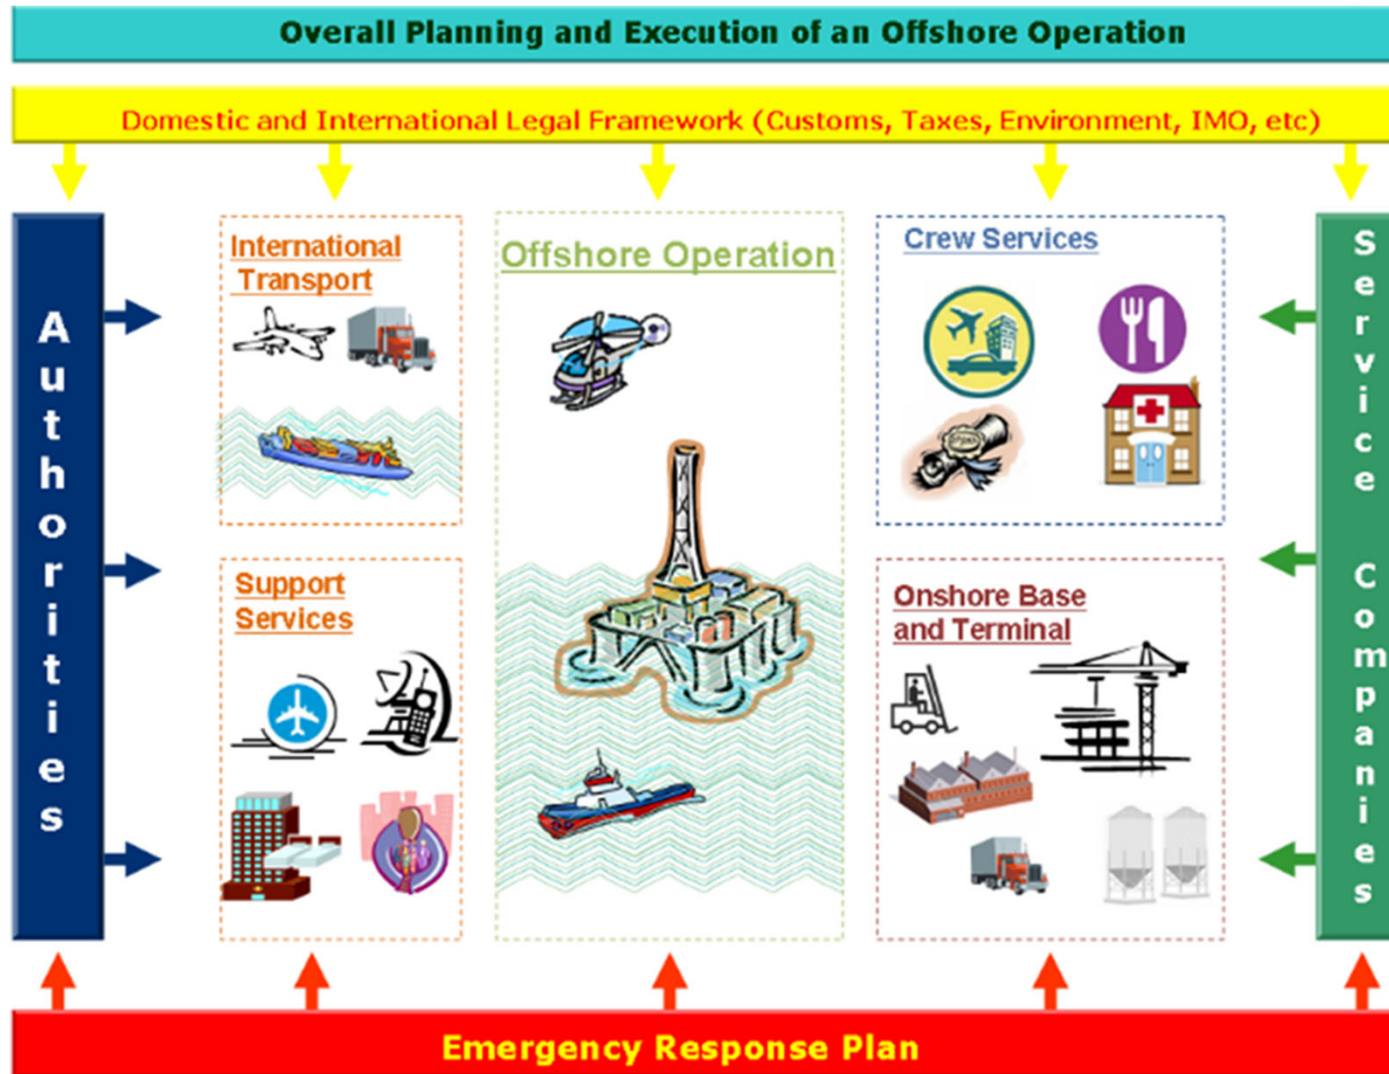 Overall Planning and Execution of an Offshore Operation
Domestic and International Legal Framework (Customs, Taxes, Environment, IMO, etc)
Authorities
International
Transport
Support
Services
Offshore Operation
Crew Services
Onshore Base
and Terminal
Service Companies
Emergency Response Plan